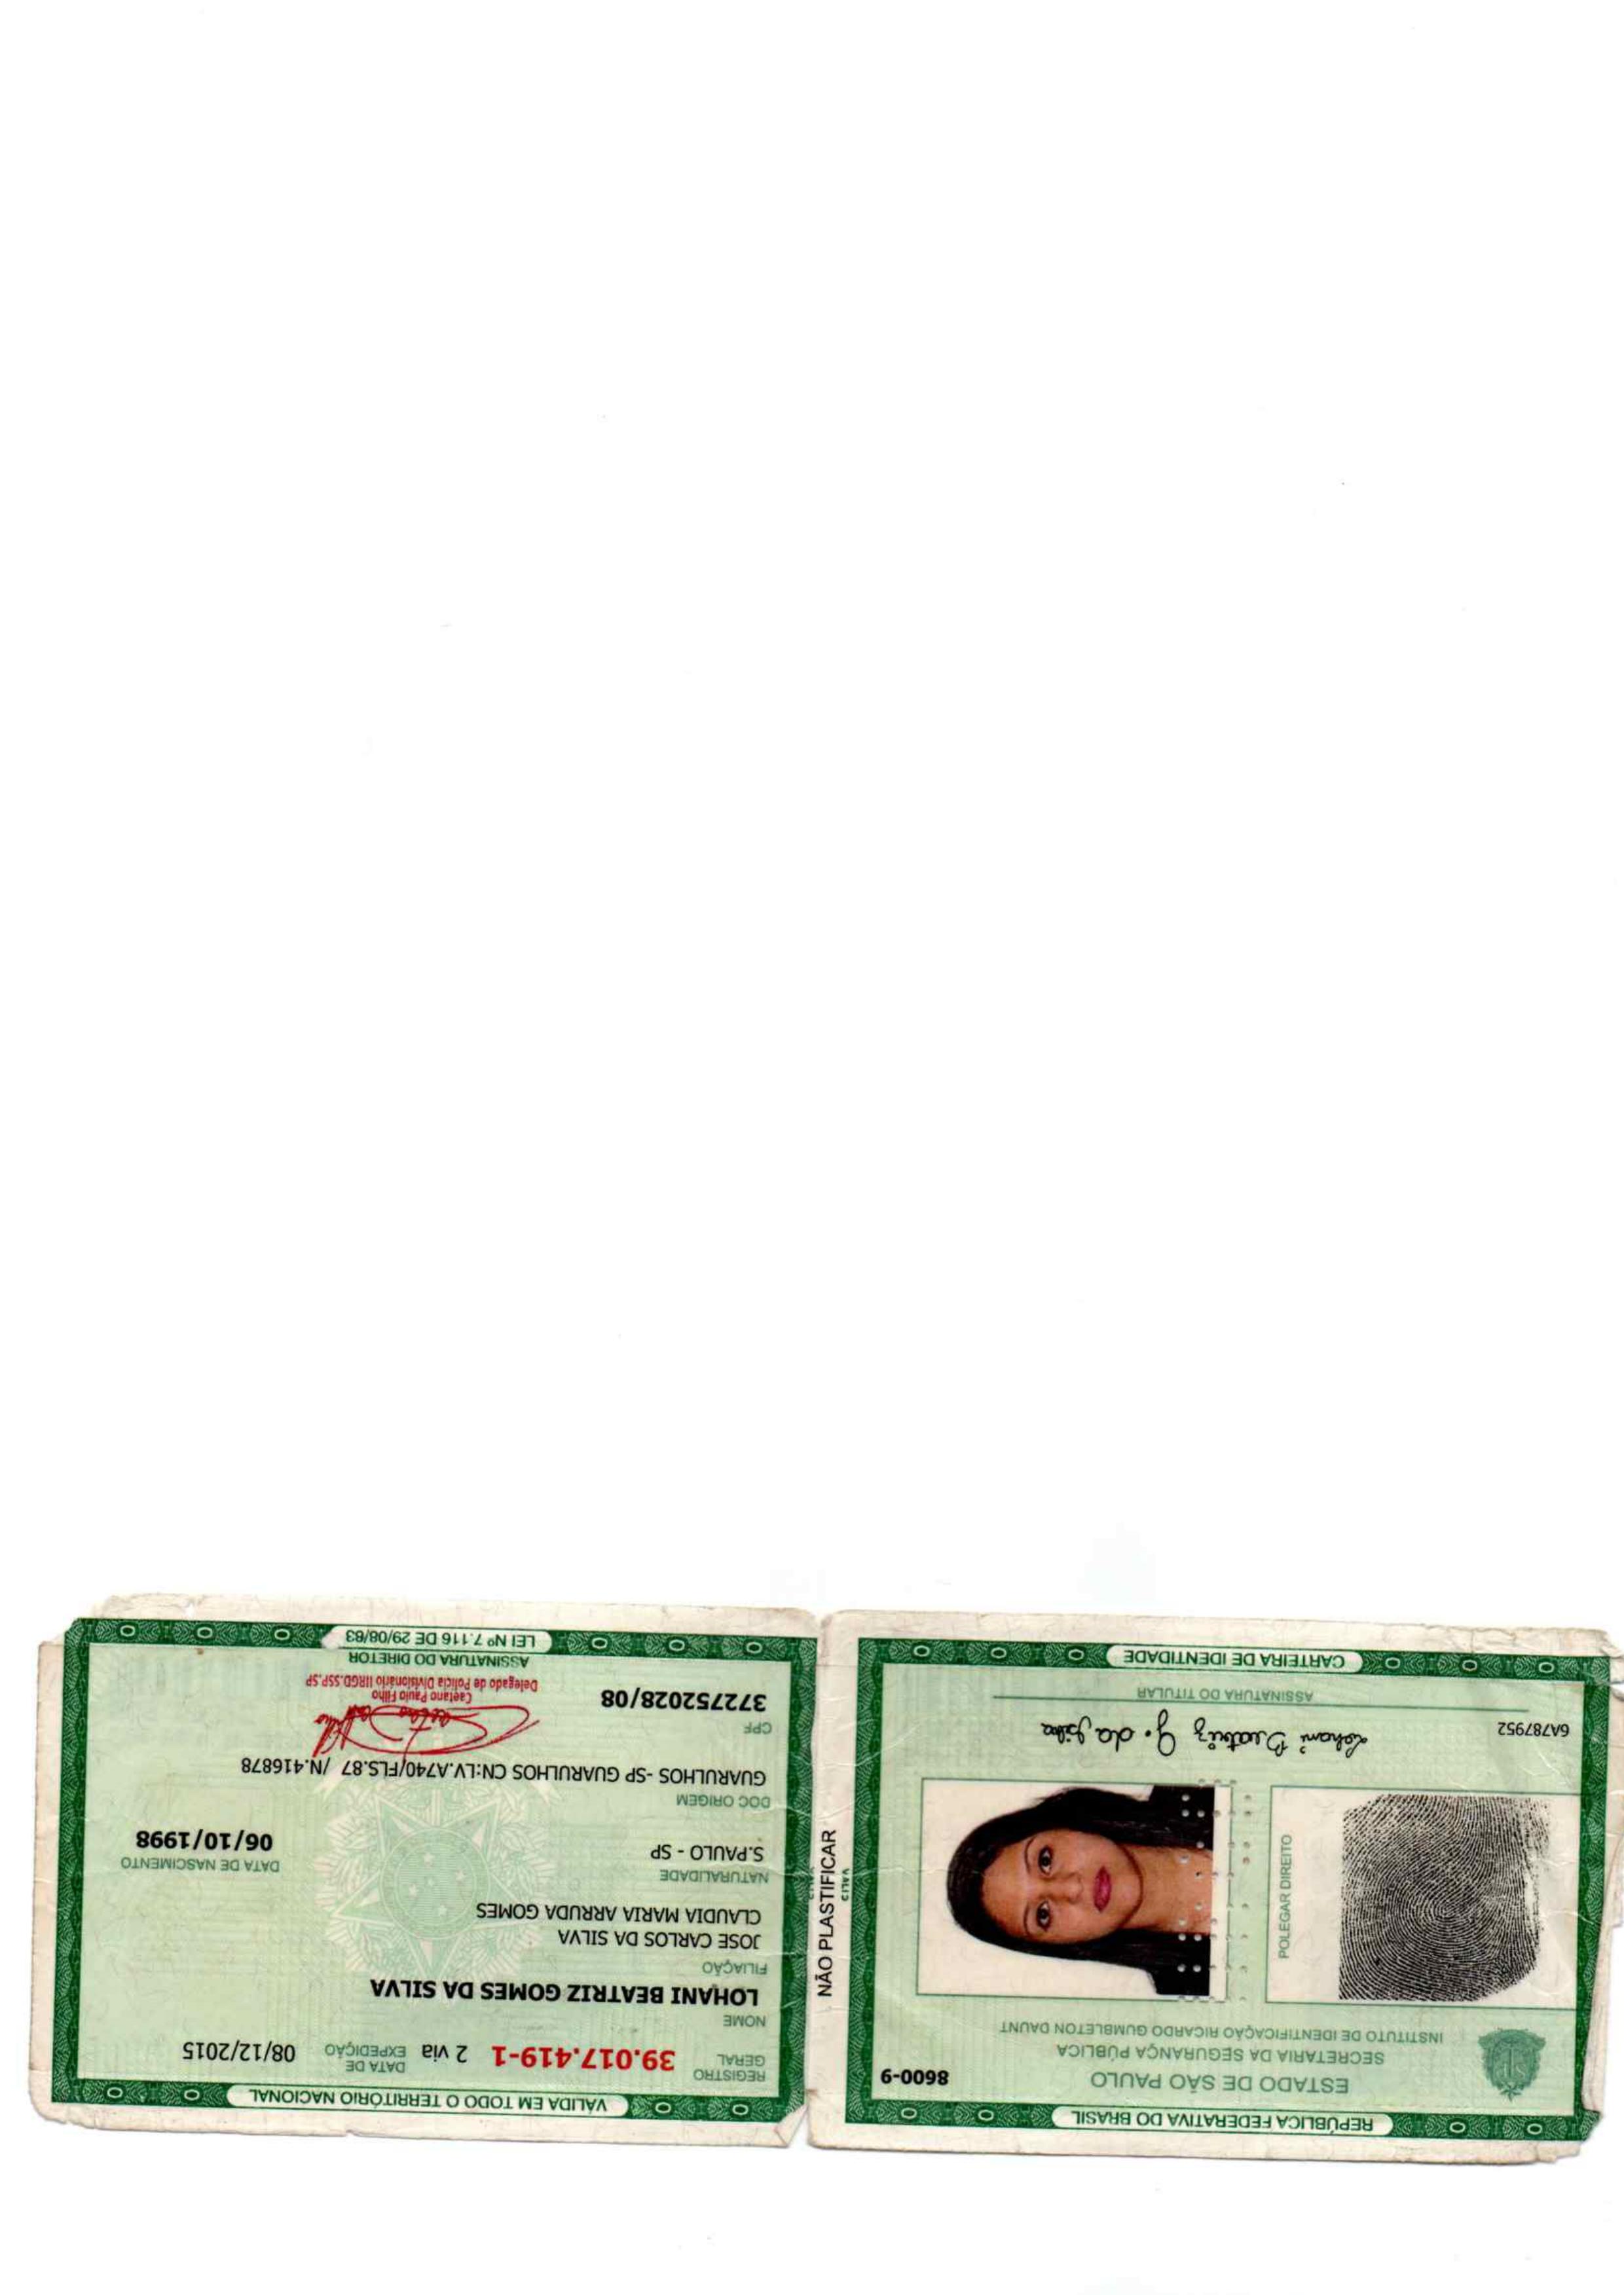 REPÚBLICA FEDERATIVA DO BRASIL
ESTADO DE SÃO PAULO
8600-9
SECRETARIA DA SEGURANÇA PÚBLICA
INSTITUTO DE IDENTIFICAÇÃO RICARDO GUMBLETON DAUNT
POLEGAR DIREITO
6A787952
Lohani Beatriz G. da Silva
ASSINATURA DO TITULAR
CARTEIRA DE IDENTIDADE
NÃO PLASTIFICAR
VÁLIDA EM TODO O TERRITÓRIO NACIONAL
REGISTRO GERAL 39.017.419-1 2 via DATA DE EXPEDIÇÃO 08/12/2015
NOME
LOHANI BEATRIZ GOMES DA SILVA
FILIAÇÃO
JOSE CARLOS DA SILVA
CLAUDIA MARIA ARRUDA GOMES
NATURALIDADE DATA DE NASCIMENTO
S.PAULO - SP 06/10/1998
DOC ORIGEM
GUARULHOS -SP GUARULHOS CN:LV.A740/FLS.87 /N.416878
CPF
372752028/08
Caetano Paulo Filho
Delegado de Polícia Divisionário IIRGD.SSP.SP
ASSINATURA DO DIRETOR
LEI Nº 7.116 DE 29/08/83